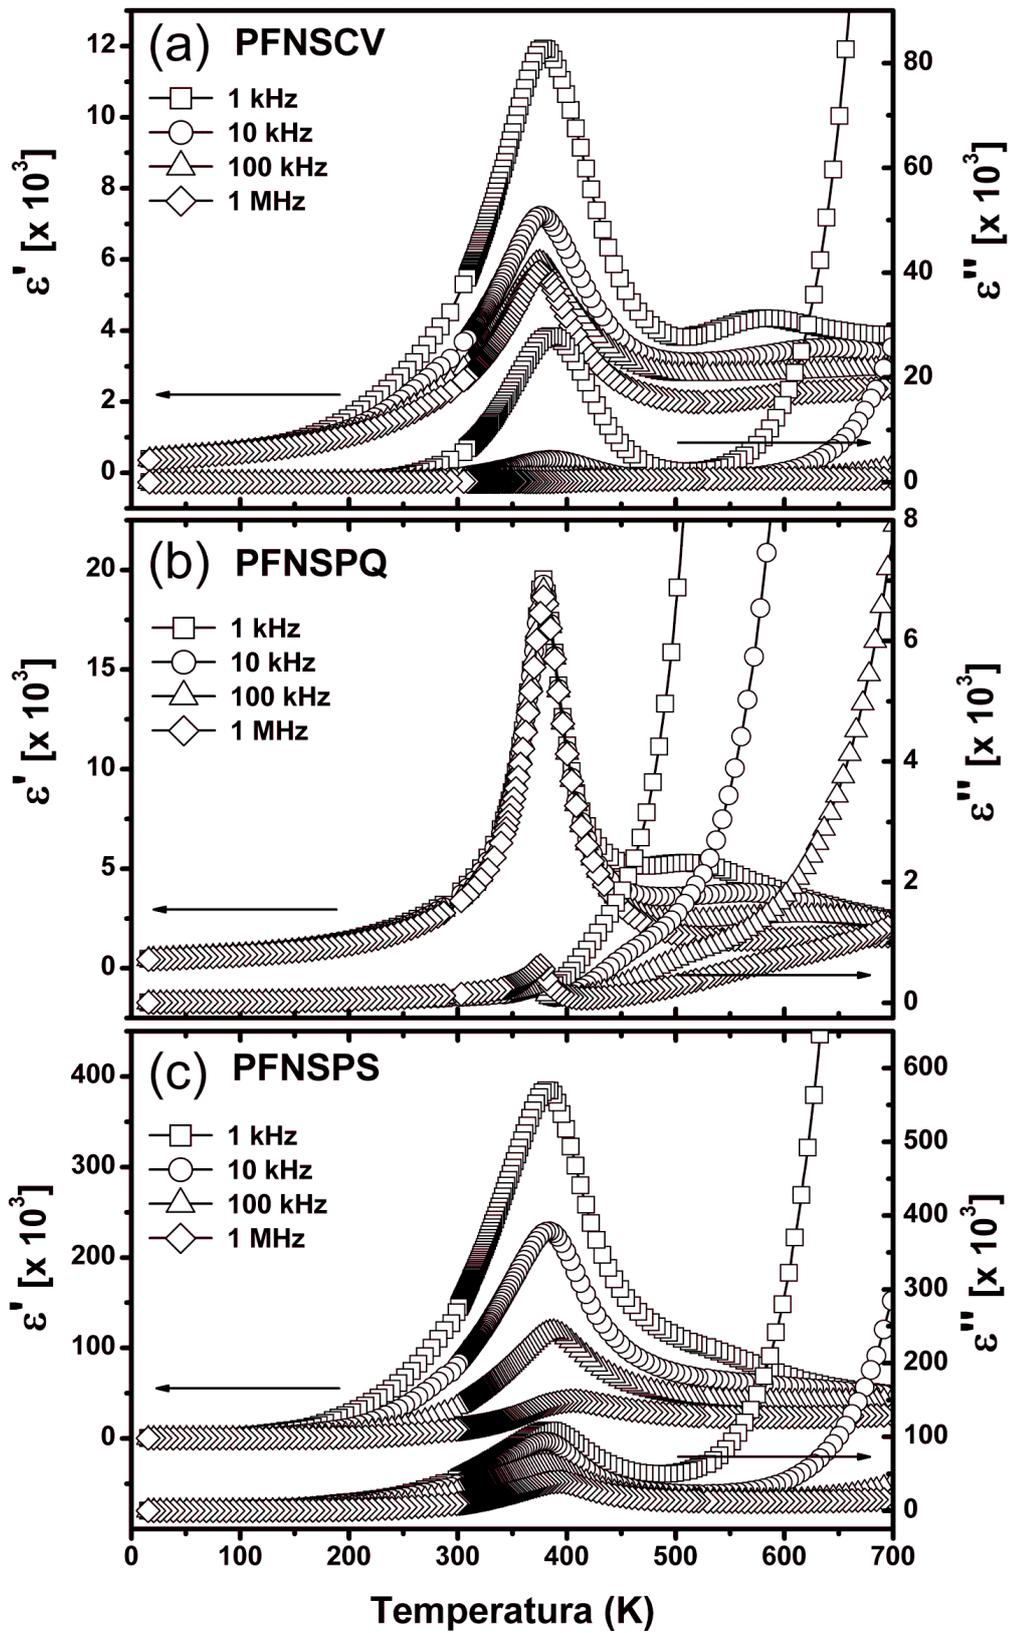 (a) PFNSCV
1 kHz
10 kHz
100 kHz
1 MHz
12
10
8
6
4
2
0
ε' [x 10³]
80
60
40
20
0
ε'' [x 10³]
(b) PFNSPQ
1 kHz
10 kHz
100 kHz
1 MHz
20
15
10
5
0
ε' [x 10³]
8
6
4
2
0
ε'' [x 10³]
(c) PFNSPS
1 kHz
10 kHz
100 kHz
1 MHz
400
300
200
100
0
ε' [x 10³]
600
500
400
300
200
100
0
ε'' [x 10³]
0 100 200 300 400 500 600 700
Temperatura (K)